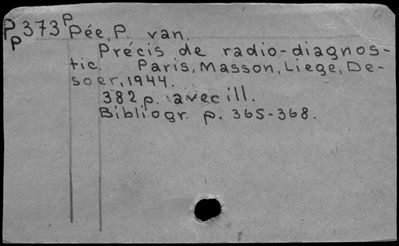 P 373 P Pée, P. van.
P
Précis de radio-diagnos-
tic. Paris, Masson, Liege, De-
soer, 1944.
382 p. avec ill.
Bibliogr. p. 365-368.